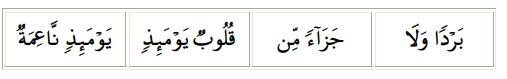 بَرْدًا وَلَا جَزَآءً مِّن قُلُوبٌ يَوْمَئِذٍ يَوْمَئِذٍ نَّاعِمَةٌ